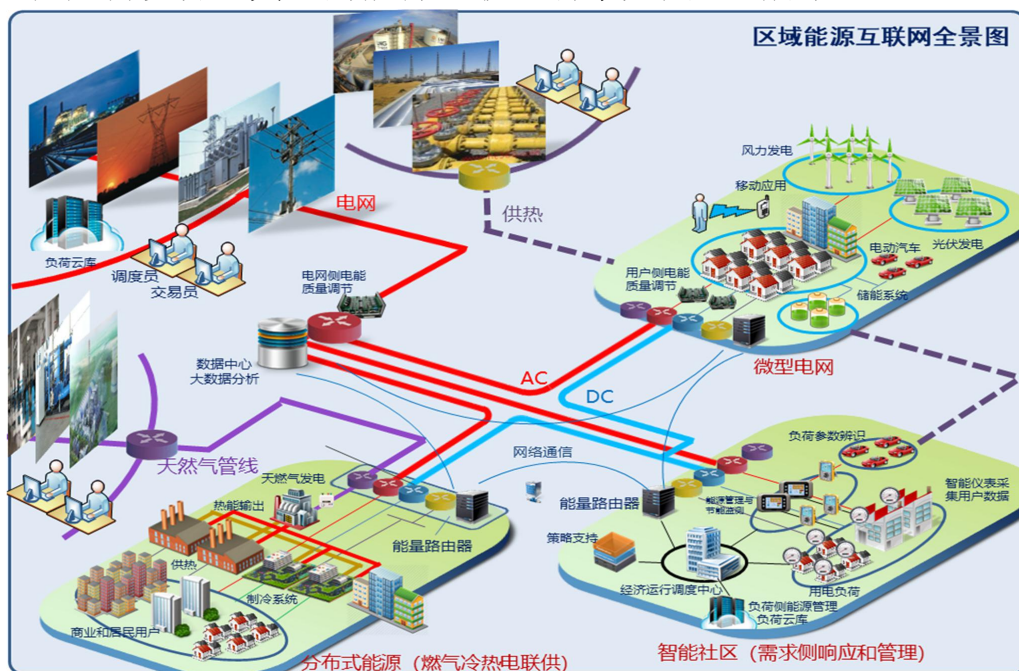 区域能源互联网全景图
风力发电
移动应用
电网
供热
负荷云库
调度员
交易员
电动汽车
光伏发电
电网侧电能
质量调节
用户侧电能
质量调节
储能系统
数据中心
大数据分析
AC
DC
微型电网
天然气管线
天燃气发电
网络通信
负荷参数辨识
智能仪表采
集用户数据
热能输出
能量路由器
能量路由器
能源管理与
节能监测
供热
策略支持
制冷系统
经济运行调度中心
用电负荷
商业和居民用户
负荷侧能源管理
负荷云库
分布式能源（燃气冷热电联供）
智能社区（需求侧响应和管理）